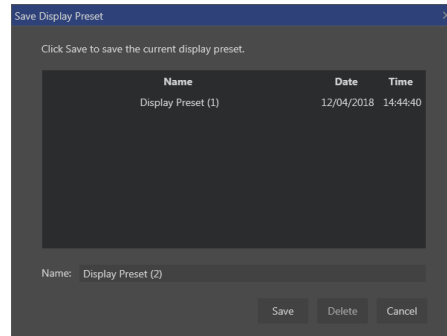 Save Display Preset
Click Save to save the current display preset.
Name Date Time
Display Preset (1) 12/04/2018 14:44:40
Name: Display Preset (2)
Save Delete Cancel